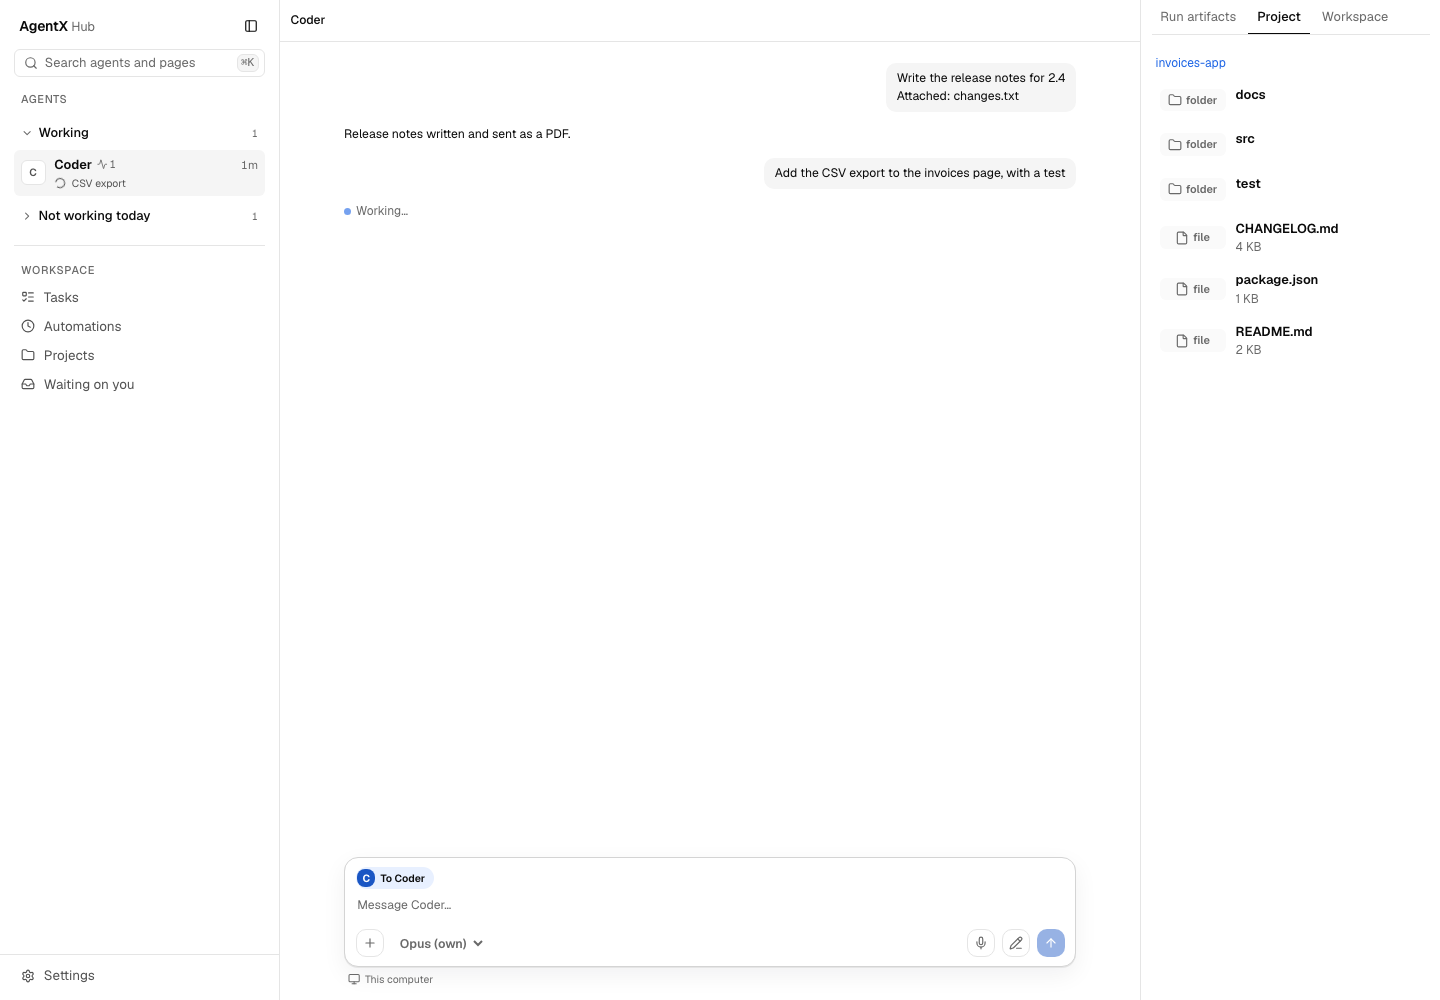 AgentX Hub
Search agents and pages ⌘K
AGENTS
Working 1
C Coder 1 1m
CSV export
Not working today 1
WORKSPACE
Tasks
Automations
Projects
Waiting on you
Settings
Coder
Write the release notes for 2.4
Attached: changes.txt
Release notes written and sent as a PDF.
Add the CSV export to the invoices page, with a test
Working...
C To Coder
Message Coder...
Opus (own)
This computer
Run artifacts Project Workspace
invoices-app
folder docs
folder src
folder test
file CHANGELOG.md
4 KB
file package.json
1 KB
file README.md
2 KB